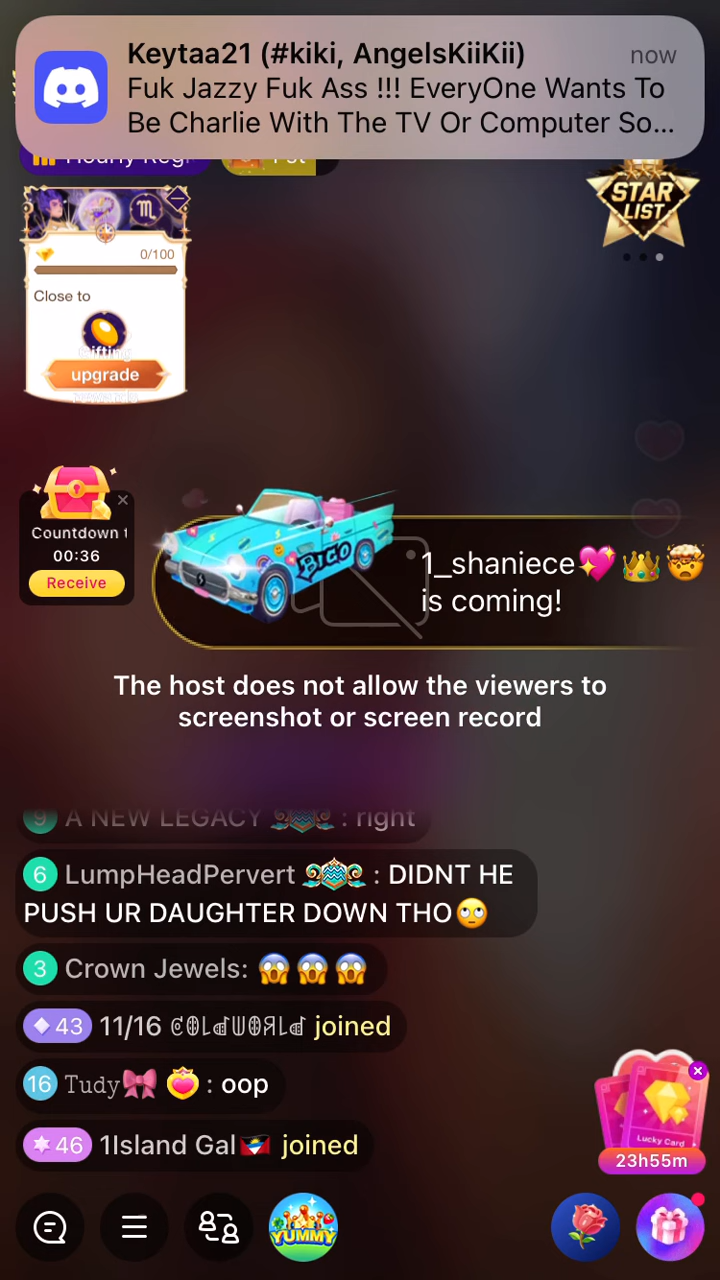 Keytaa21 (#kiki, AngelsKiiKii)
now
Fuk Jazzy Fuk Ass !!! EveryOne Wants To
Be Charlie With The TV Or Computer So...
STAR
LIST
0/100
Close to
Gifting
upgrade
Countdown t
00:36
Receive
BIGO
1_shaniece💖👑🤯
is coming!
The host does not allow the viewers to
screenshot or screen record
9 A NEW LEGACY : right
6 LumpHeadPervert : DIDNT HE
PUSH UR DAUGHTER DOWN THO🙄
3 Crown Jewels: 😱😱😱
43 11/16 joined
16 Tudy🎀 : oop
46 1Island Gal🇦🇬 joined
Lucky Card
23h55m
YUMMY